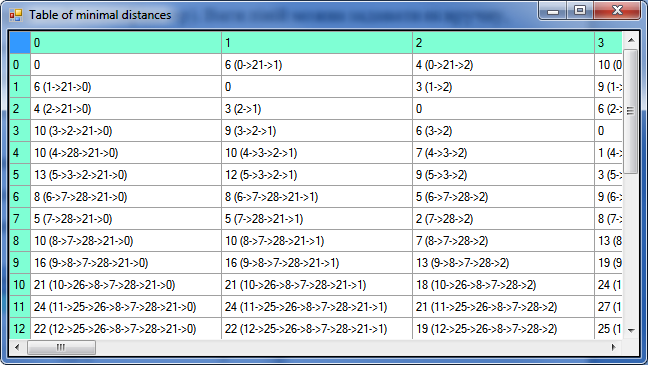 Table of minimal distances
0 1 2 3
0 0 6 (0->21->1) 4 (0->21->2) 10 (0
1 6 (1->21->0) 0 3 (1->2) 9 (1-
2 4 (2->21->0) 3 (2->1) 0 6 (2-
3 10 (3->2->21->0) 9 (3->2->1) 6 (3->2) 0
4 10 (4->28->21->0) 10 (4->3->2->1) 7 (4->3->2) 1 (4->
5 13 (5->3->2->21->0) 12 (5->3->2->1) 9 (5->3->2) 3 (5->
6 8 (6->7->28->21->0) 8 (6->7->28->21->1) 5 (6->7->28->2) 9 (6->
7 5 (7->28->21->0) 5 (7->28->21->1) 2 (7->28->2) 8 (7->
8 10 (8->7->28->21->0) 10 (8->7->28->21->1) 7 (8->7->28->2) 13 (8
9 16 (9->8->7->28->21->0) 16 (9->8->7->28->21->1) 13 (9->8->7->28->2) 19 (9
10 21 (10->26->8->7->28->21->0) 21 (10->26->8->7->28->21->1) 18 (10->26->8->7->28->2) 24 (1
11 24 (11->25->26->8->7->28->21->0) 24 (11->25->26->8->7->28->21->1) 21 (11->25->26->8->7->28->2) 27 (1
12 22 (12->25->26->8->7->28->21->0) 22 (12->25->26->8->7->28->21->1) 19 (12->25->26->8->7->28->2) 25 (1